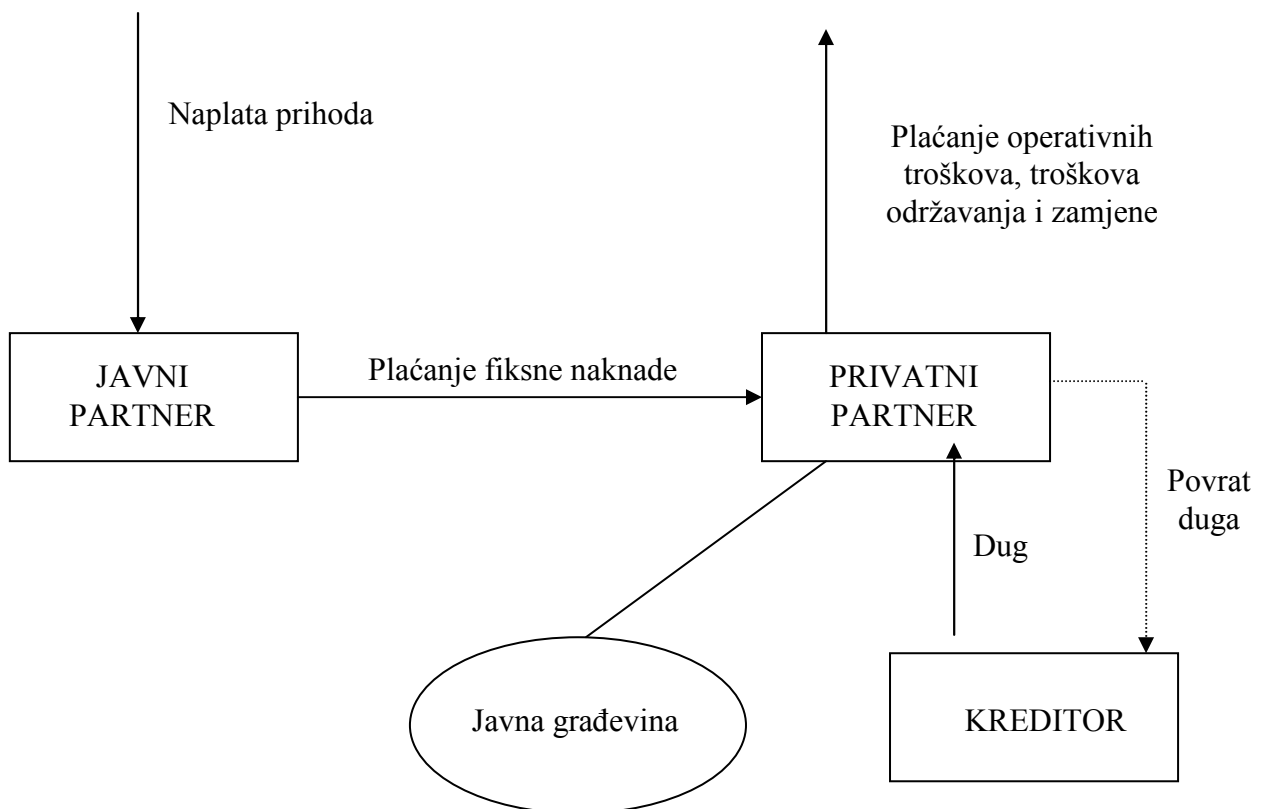 Naplata prihoda
Plaćanje operativnih
troškova, troškova
održavanja i zamjene
JAVNI
PARTNER
Plaćanje fiksne naknade
PRIVATNI
PARTNER
Povrat
duga
Dug
Javna građevina
KREDITOR